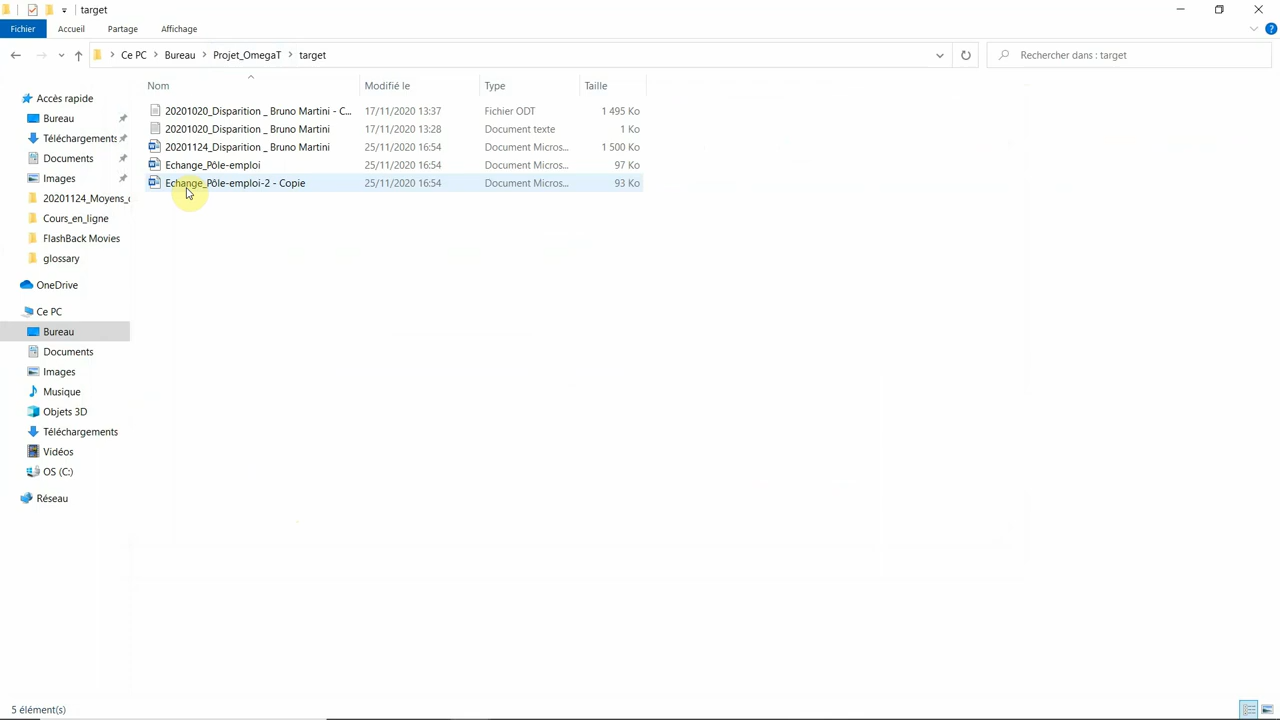 target
Fichier Accueil Partage Affichage
Ce PC Bureau Projet_OmegaT target Rechercher dans : target
Nom Modifié le Type Taille
20201020_Disparition _ Bruno Martini - C... 17/11/2020 13:37 Fichier ODT 1 495 Ko
20201020_Disparition _ Bruno Martini 17/11/2020 13:28 Document texte 1 Ko
20201124_Disparition _ Bruno Martini 25/11/2020 16:54 Document Micros... 1 500 Ko
Echange_Pôle-emploi 25/11/2020 16:54 Document Micros... 97 Ko
Echange_Pôle-emploi-2 - Copie 25/11/2020 16:54 Document Micros... 93 Ko
Accès rapide
Bureau
Téléchargements
Documents
Images
20201124_Moyens_
Cours_en_ligne
FlashBack Movies
glossary
OneDrive
Ce PC
Bureau
Documents
Images
Musique
Objets 3D
Téléchargements
Vidéos
OS (C:)
Réseau
5 élément(s)